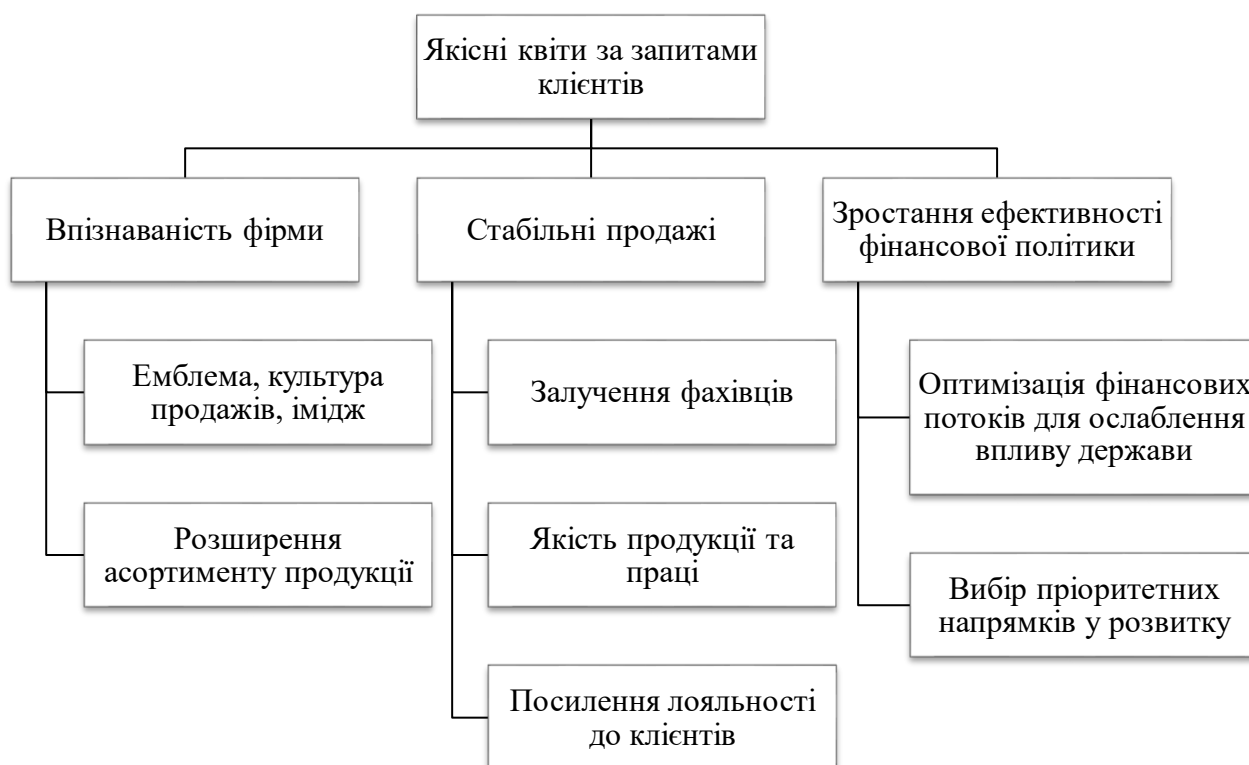 Якісні квіти за запитами
клієнтів
Впізнаваність фірми
Стабільні продажі
Зростання ефективності
фінансової політики
Емблема, культура
продажів, імідж
Залучення фахівців
Оптимізація фінансових
потоків для ослаблення
впливу держави
Розширення
асортименту продукції
Якість продукції та
праці
Вибір пріоритетних
напрямків у розвитку
Посилення лояльності
до клієнтів